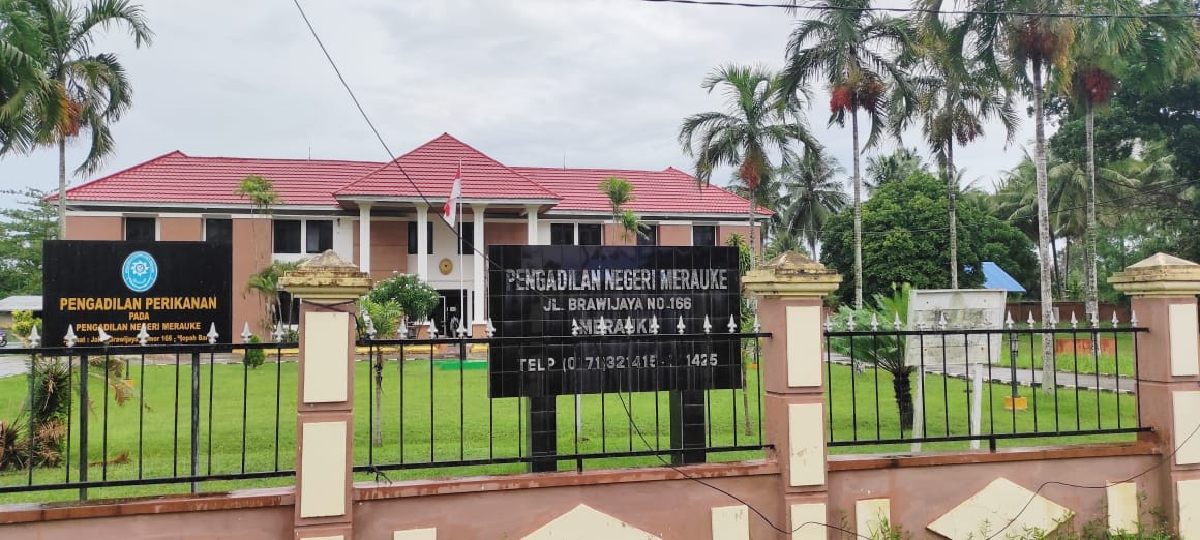 PENGADILAN PERIKANAN
PADA
PENGADILAN NEGERI MERAUKE
PENGADILAN NEGERI MERAUKE
JL. BRAWIJAYA NO.166
MERAUKE